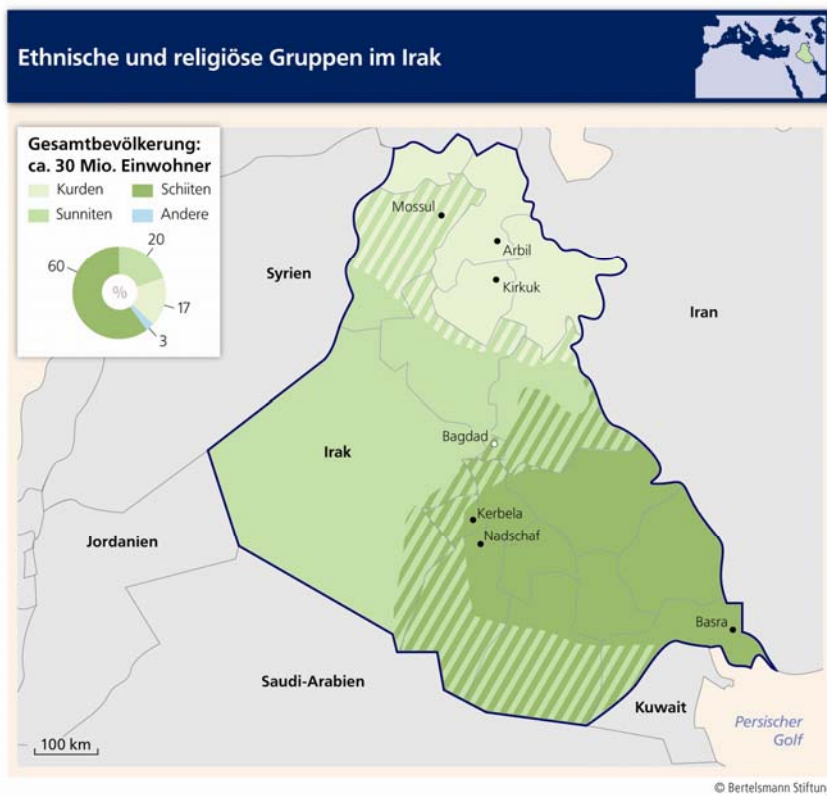 Ethnische und religiöse Gruppen im Irak
Gesamtbevölkerung:
ca. 30 Mio. Einwohner
Kurden
Schiiten
Sunniten
Andere
20
60
%
17
3
Mossul
Arbil
Syrien
Kirkuk
Iran
Bagdad
Irak
Kerbela
Nadschaf
Jordanien
Basra
Saudi-Arabien
Kuwait
Persischer
Golf
100 km
© Bertelsmann Stiftun